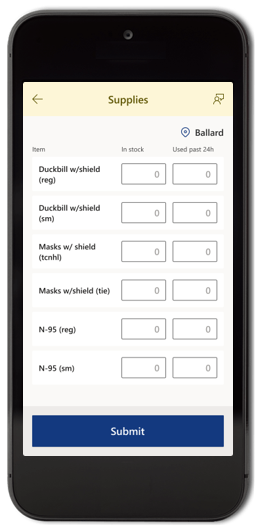 Supplies
Ballard
Item In stock Used past 24h
Duckbill w/shield
(reg)
0 0
Duckbill w/shield
(sm)
0 0
Masks w/ shield
(tcnhl)
0 0
Masks w/shield (tie) 0 0
N-95 (reg) 0 0
N-95 (sm) 0 0
Submit